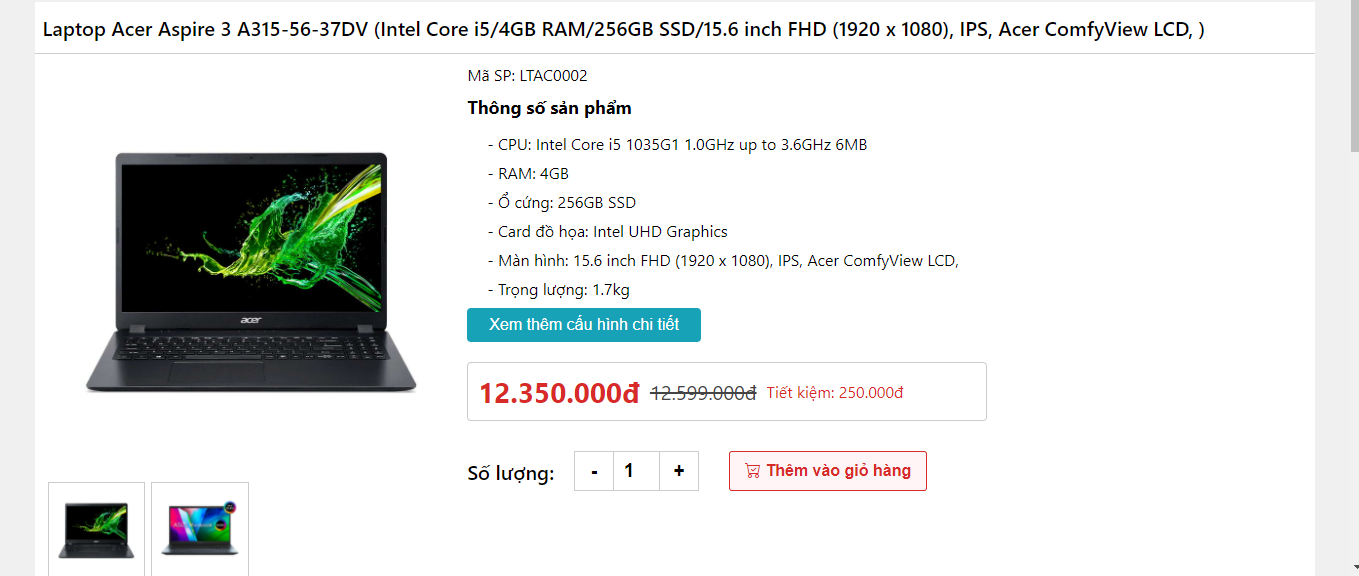 Laptop Acer Aspire 3 A315-56-37DV (Intel Core i5/4GB RAM/256GB SSD/15.6 inch FHD (1920 x 1080), IPS, Acer ComfyView LCD, )
Mã SP: LTAC0002
Thông số sản phẩm
- CPU: Intel Core i5 1035G1 1.0GHz up to 3.6GHz 6MB
- RAM: 4GB
- Ổ cứng: 256GB SSD
- Card đồ họa: Intel UHD Graphics
- Màn hình: 15.6 inch FHD (1920 x 1080), IPS, Acer ComfyView LCD,
- Trọng lượng: 1.7kg
Xem thêm cấu hình chi tiết
acer
12.350.000đ 12.599.000đ Tiết kiệm: 250.000đ
Số lượng: - 1 + Thêm vào giỏ hàng